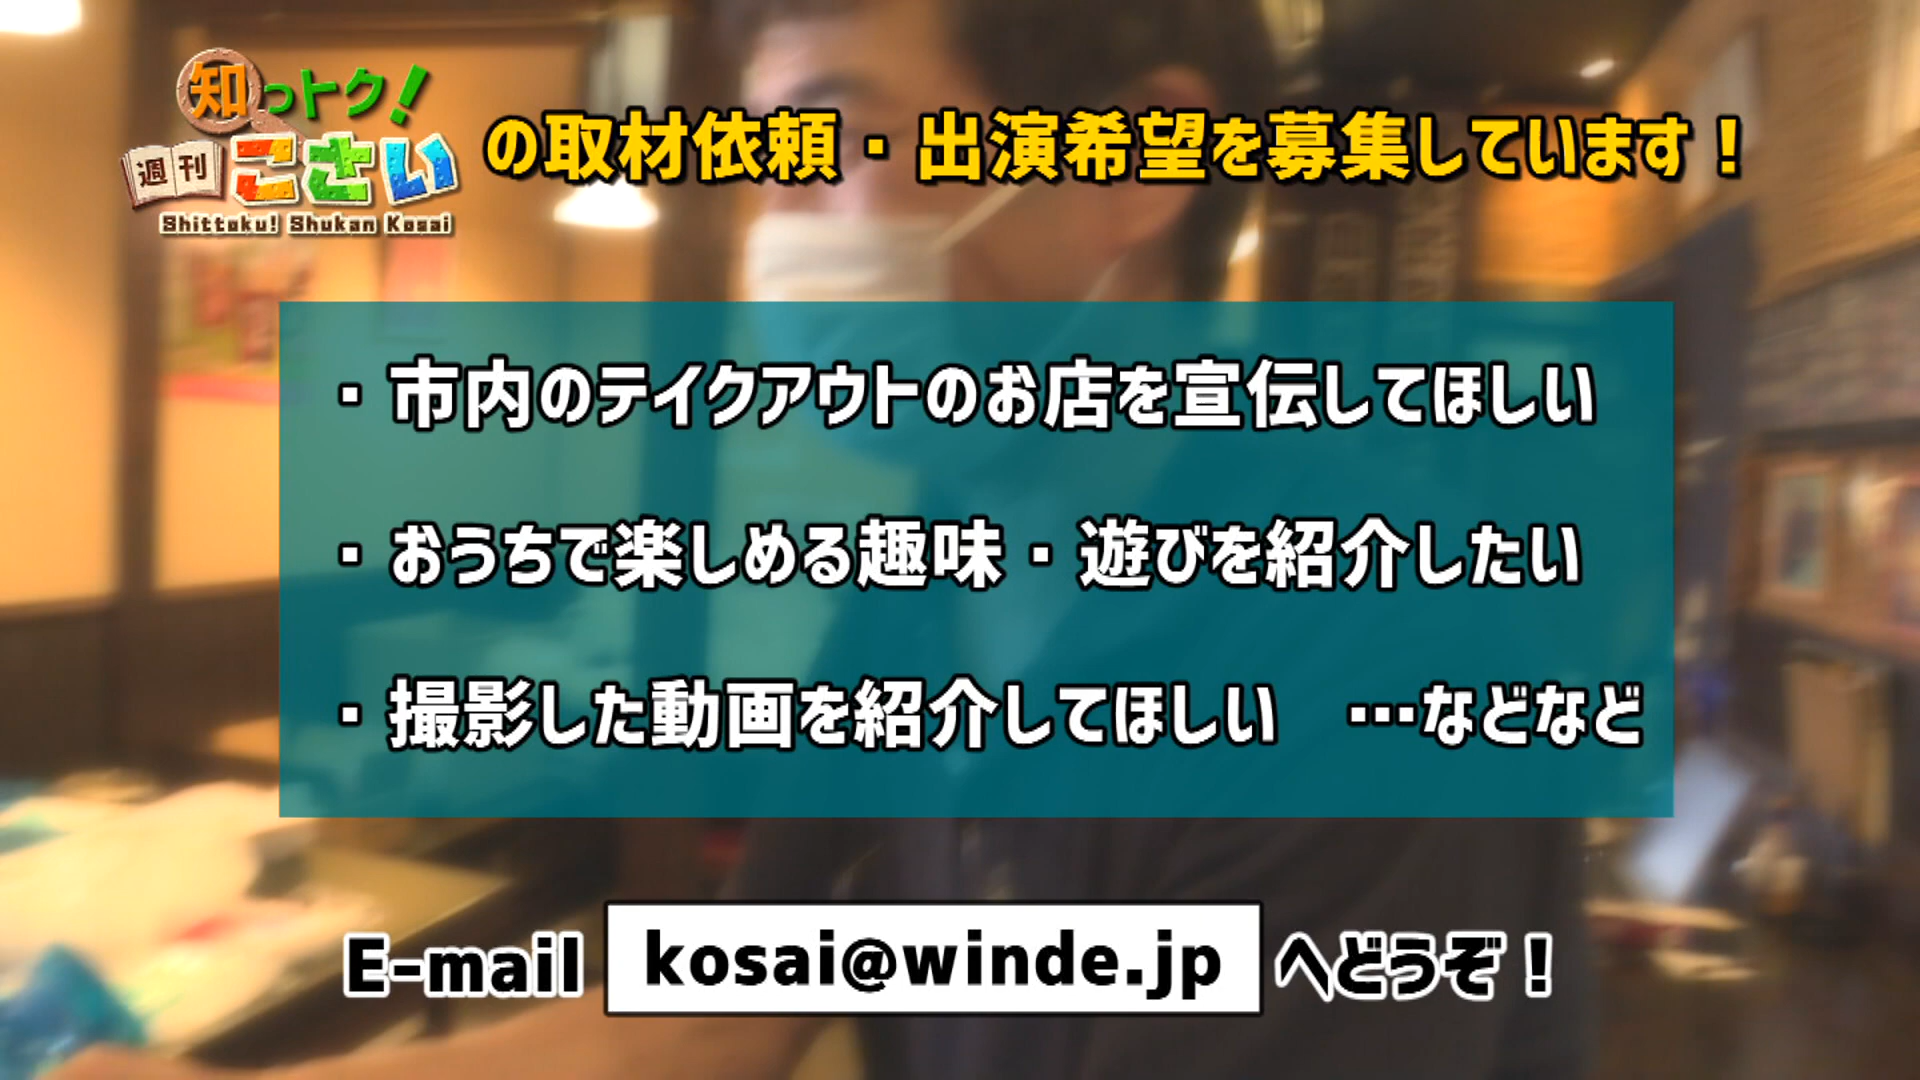 知っトク!
週刊 こさい
Shittoku! Shukan Kosai
の取材依頼・出演希望を募集しています!
・市内のテイクアウトのお店を宣伝してほしい
・おうちで楽しめる趣味・遊びを紹介したい
・撮影した動画を紹介してほしい　…などなど
E-mail kosai@winde.jp へどうぞ!